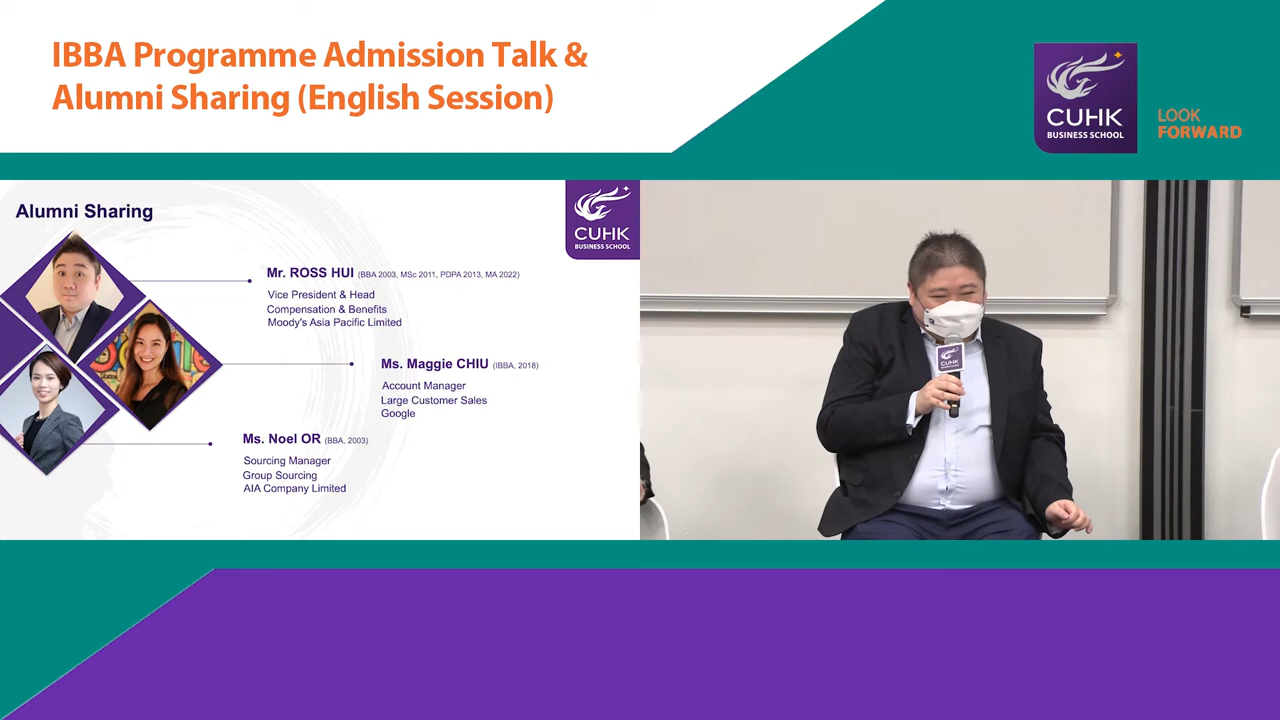 IBBA Programme Admission Talk &
Alumni Sharing (English Session)
CUHK
BUSINESS SCHOOL
LOOK
FORWARD
Alumni Sharing
CUHK
BUSINESS SCHOOL
Mr. ROSS HUI (BBA 2003, MSc 2011, PDPA 2013, MA 2022)
Vice President & Head
Compensation & Benefits
Moody's Asia Pacific Limited
Ms. Maggie CHIU (IBBA, 2018)
Account Manager
Large Customer Sales
Google
Ms. Noel OR (BBA, 2003)
Sourcing Manager
Group Sourcing
AIA Company Limited
CUHK